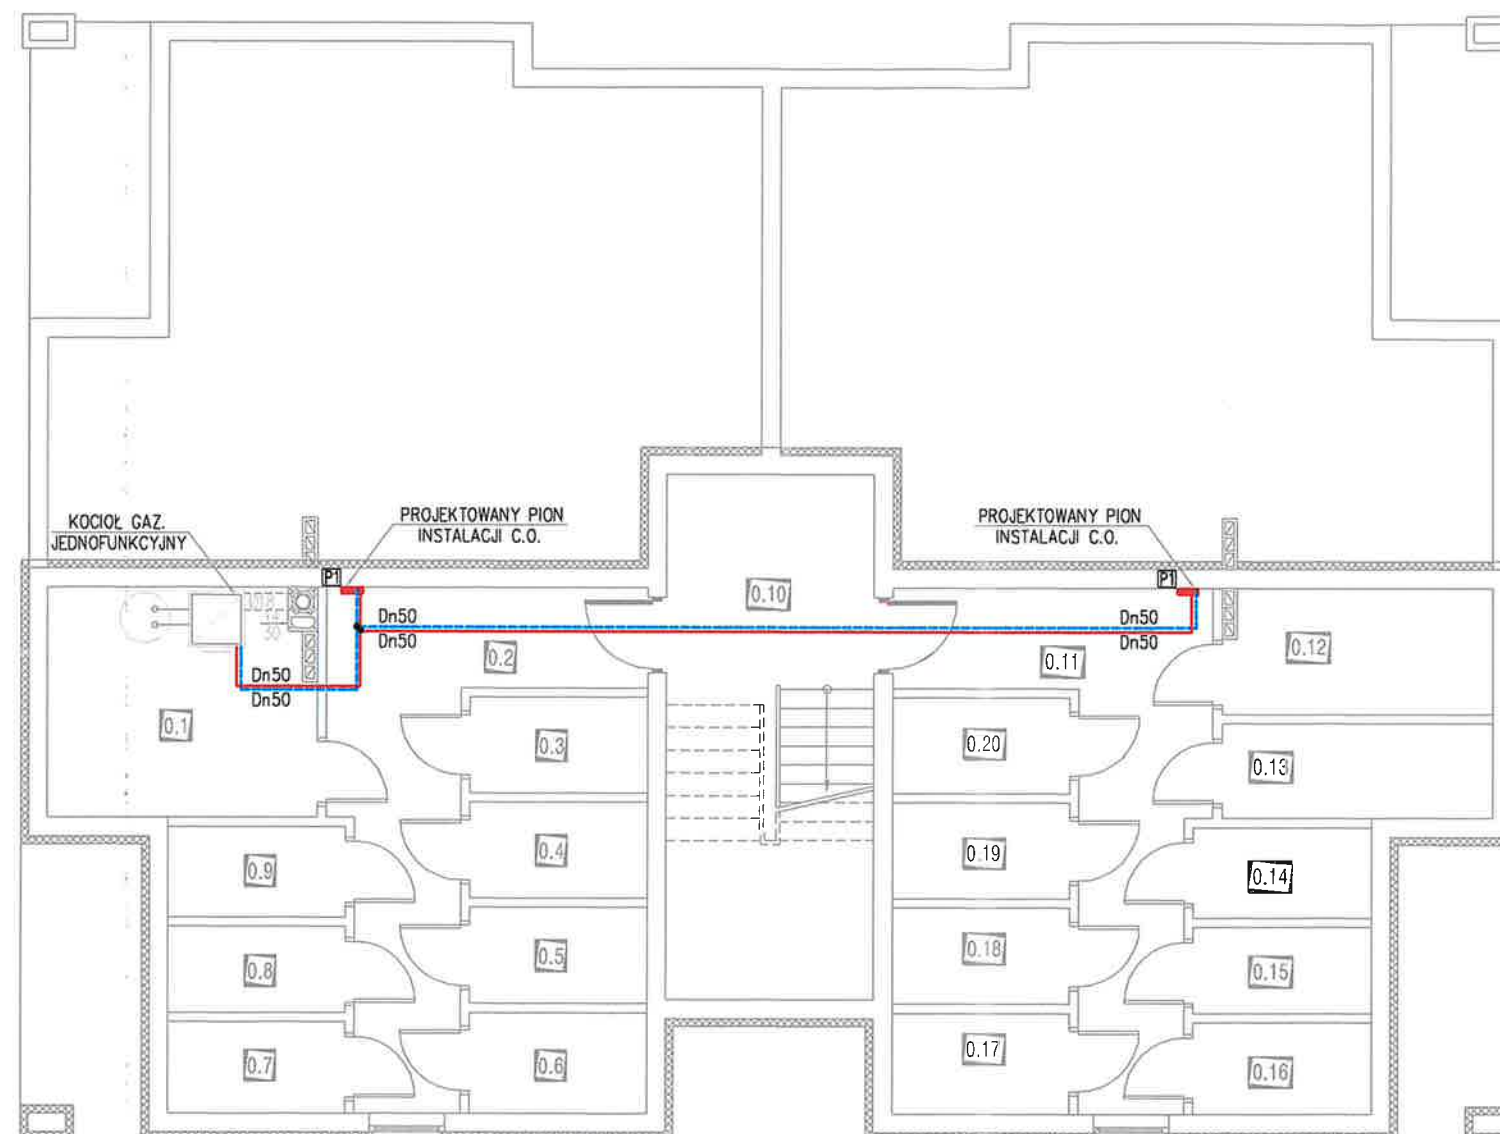 KOCIOŁ GAZ.
JEDNOFUNKCYJNY
PROJEKTOWANY PION
INSTALACJI C.O.
PROJEKTOWANY PION
INSTALACJI C.O.
P1
P1
Dn50
Dn50
Dn50
Dn50
Dn50
Dn50
0.10
0.2
0.11
0.12
0.1
0.3
0.20
0.13
0.4
0.19
0.9
0.14
0.5
0.18
0.8
0.15
0.6
0.17
0.7
0.16